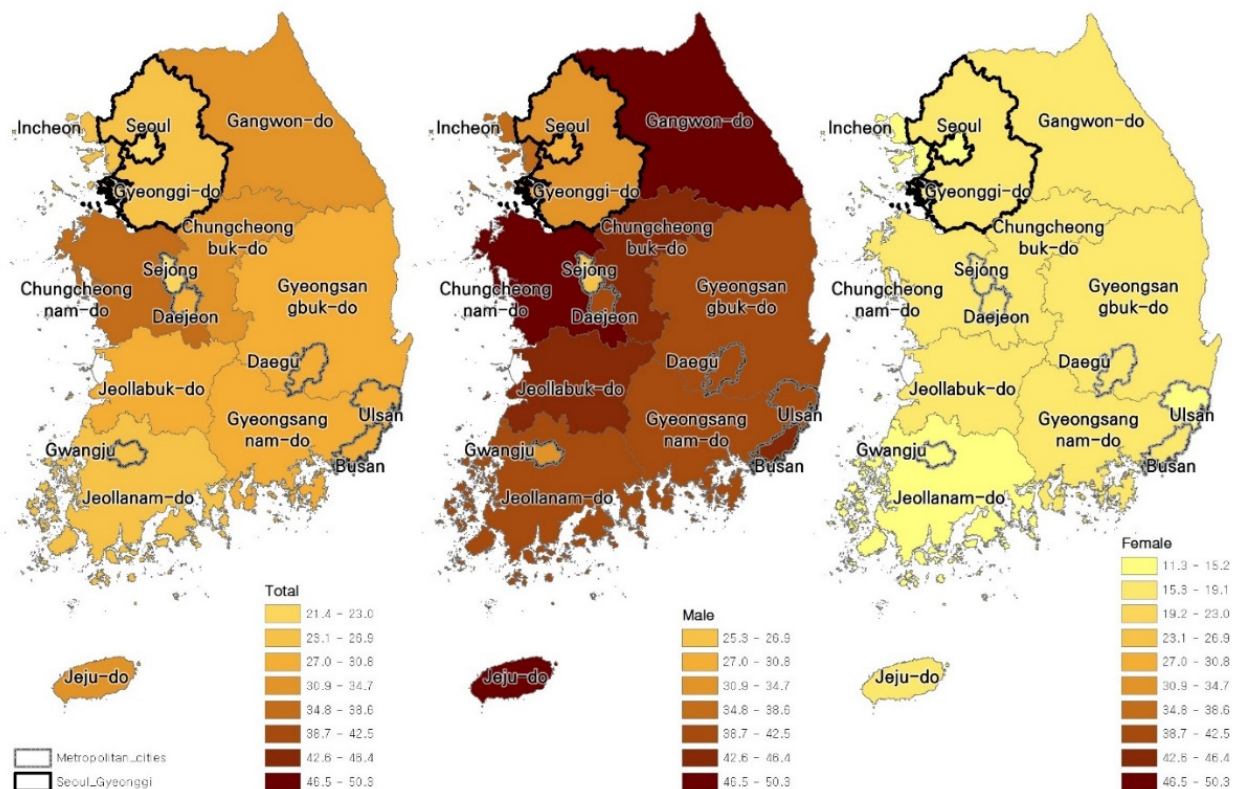 Incheon
Seoul
Gangwon-do
Gyeonggi-do
Chungcheong
buk-do
Sejong
Chungcheong
nam-do
Daejeon
Gyeongsan
gbuk-do
Daegu
Jeollabuk-do
Ulsan
Gyeongsang
nam-do
Gwangju
Busan
Jeollanam-do
Jeju-do
Metropolitan_cities
Seoul_Gyeonggi
Total
21.4 - 23.0
23.1 - 26.9
27.0 - 30.8
30.9 - 34.7
34.8 - 38.6
38.7 - 42.5
42.6 - 46.4
46.5 - 50.3
Incheon
Seoul
Gangwon-do
Gyeonggi-do
Chungcheong
buk-do
Sejong
Chungcheong
nam-do
Daejeon
Gyeongsan
gbuk-do
Daegu
Jeollabuk-do
Ulsan
Gyeongsang
nam-do
Gwangju
Busan
Jeollanam-do
Jeju-do
Male
25.3 - 26.9
27.0 - 30.8
30.9 - 34.7
34.8 - 38.6
38.7 - 42.5
42.6 - 46.4
46.5 - 50.3
Incheon
Seoul
Gangwon-do
Gyeonggi-do
Chungcheong
buk-do
Sejong
Chungcheong
nam-do
Daejeon
Gyeongsan
gbuk-do
Daegu
Jeollabuk-do
Ulsan
Gyeongsang
nam-do
Gwangju
Busan
Jeollanam-do
Jeju-do
Female
11.3 - 15.2
15.3 - 19.1
19.2 - 23.0
23.1 - 26.9
27.0 - 30.8
30.9 - 34.7
34.8 - 38.6
38.7 - 42.5
42.6 - 46.4
46.5 - 50.3